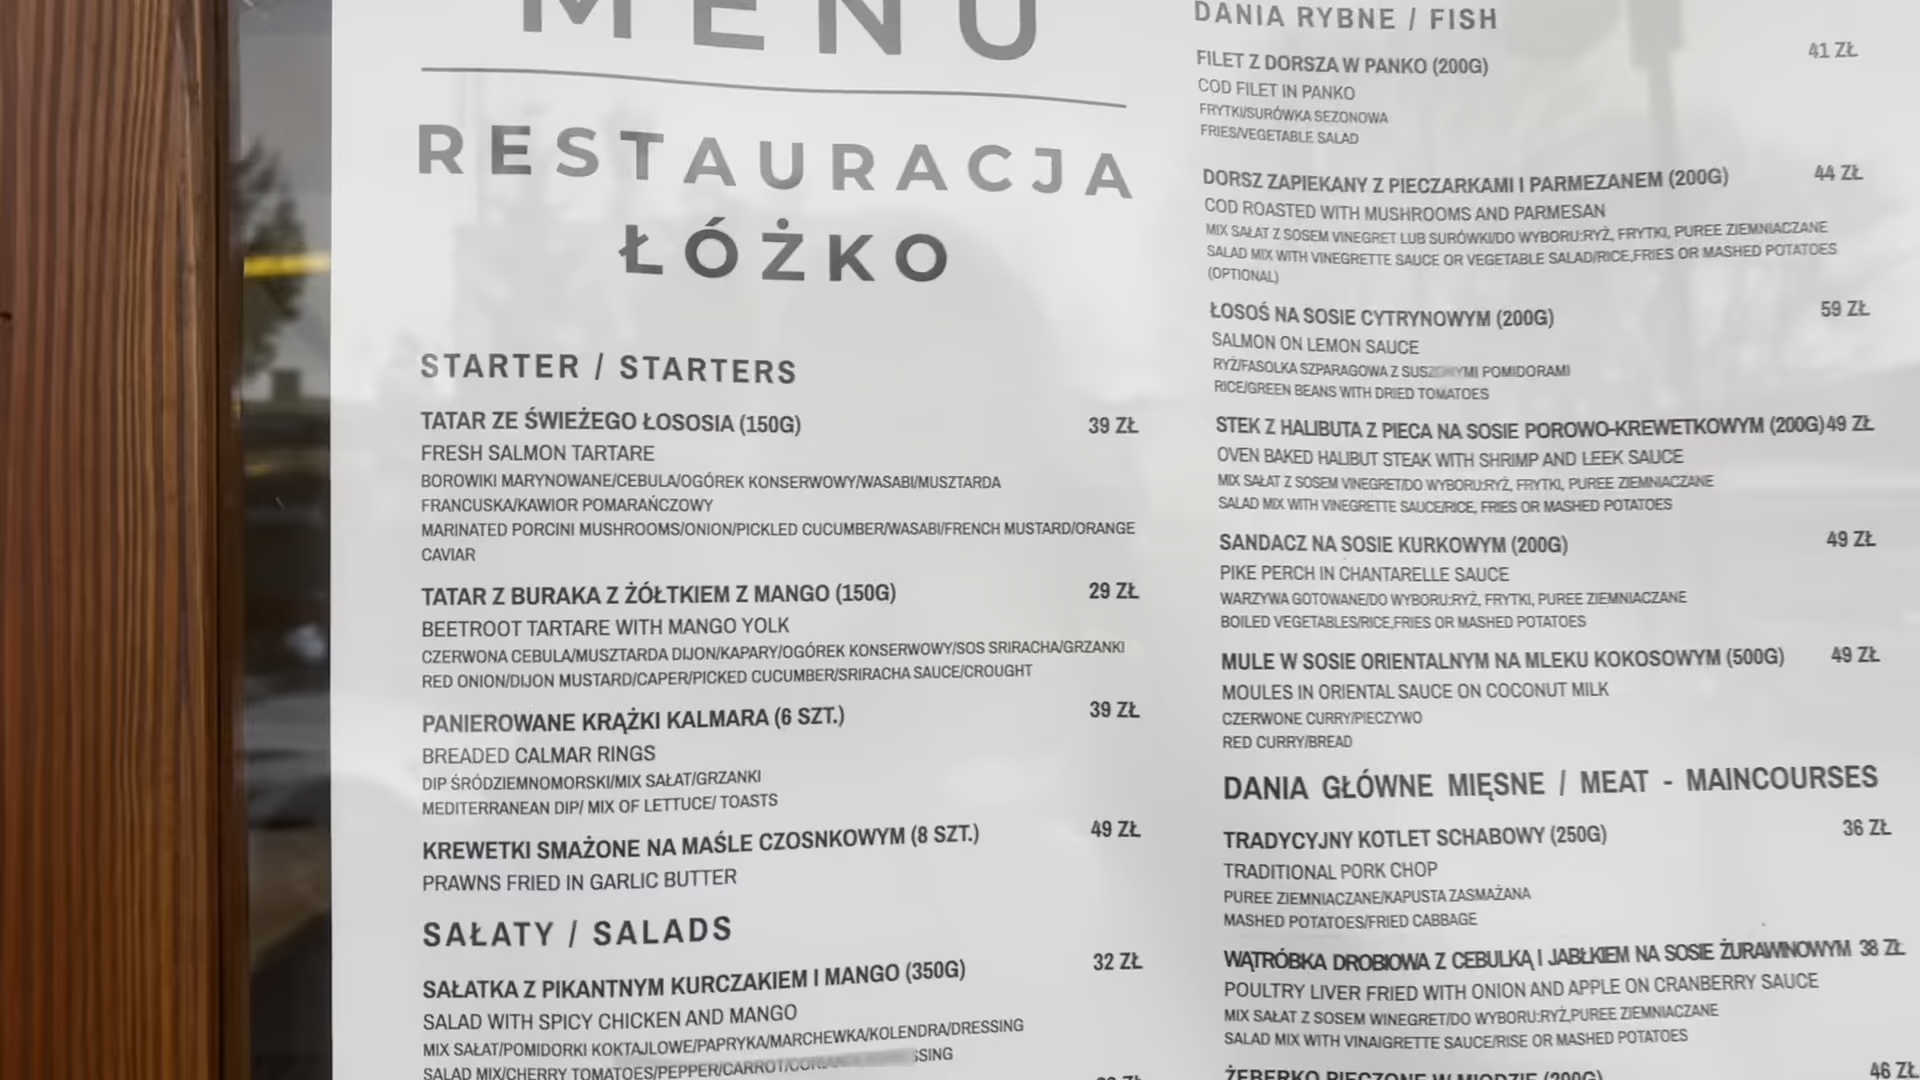 MENU
RESTAURACJA
ŁÓŻKO
STARTER / STARTERS
TATAR ZE ŚWIEŻEGO ŁOSOSIA (150G) 39 ZŁ
FRESH SALMON TARTARE
BOROWIKI MARYNOWANE/CEBULA/OGÓREK KONSERWOWY/WASABI/MUSZTARDA
FRANCUSKA/KAWIOR POMARAŃCZOWY
MARINATED PORCINI MUSHROOMS/ONION/PICKLED CUCUMBER/WASABI/FRENCH MUSTARD/ORANGE
CAVIAR
TATAR Z BURAKA Z ŻÓŁTKIEM Z MANGO (150G) 29 ZŁ
BEETROOT TARTARE WITH MANGO YOLK
CZERWONA CEBULA/MUSZTARDA DIJON/KAPARY/OGÓREK KONSERWOWY/SOS SRIRACHA/GRZANKI
RED ONION/DIJON MUSTARD/CAPER/PICKED CUCUMBER/SRIRACHA SAUCE/CROUGHT
PANIEROWANE KRĄŻKI KALMARA (6 SZT.) 39 ZŁ
BREADED CALMAR RINGS
DIP ŚRÓDZIEMNOMORSKI/MIX SAŁAT/GRZANKI
MEDITERRANEAN DIP/ MIX OF LETTUCE/ TOASTS
KREWETKI SMAŻONE NA MAŚLE CZOSNKOWYM (8 SZT.) 49 ZŁ
PRAWNS FRIED IN GARLIC BUTTER
SAŁATY / SALADS
SAŁATKA Z PIKANTNYM KURCZAKIEM I MANGO (350G) 32 ZŁ
SALAD WITH SPICY CHICKEN AND MANGO
MIX SAŁAT/POMIDORKI KOKTAJLOWE/PAPRYKA/MARCHEWKA/KOLENDRA/DRESSING
SALAD MIX/CHERRY TOMATOES/PEPPER/CARROT/
DANIA RYBNE / FISH
FILET Z DORSZA W PANKO (200G) 41 ZŁ
COD FILET IN PANKO
FRYTKI/SURÓWKA SEZONOWA
FRIES/VEGETABLE SALAD
DORSZ ZAPIEKANY Z PIECZARKAMI I PARMEZANEM (200G) 44 ZŁ
COD ROASTED WITH MUSHROOMS AND PARMESAN
MIX SAŁAT Z SOSEM VINEGRET LUB SURÓWKI/DO WYBORU:RYŻ, FRYTKI, PUREE ZIEMNIACZANE
SALAD MIX WITH VINEGRETTE SAUCE OR VEGETABLE SALAD/RICE,FRIES OR MASHED POTATOES
(OPTIONAL)
ŁOSOŚ NA SOSIE CYTRYNOWYM (200G) 59 ZŁ
SALMON ON LEMON SAUCE
RYŻ/FASOLKA SZPARAGOWA Z SUSZONYMI POMIDORAMI
RICE/GREEN BEANS WITH DRIED TOMATOES
STEK Z HALIBUTA Z PIECA NA SOSIE POROWO-KREWETKOWYM (200G) 49 ZŁ
OVEN BAKED HALIBUT STEAK WITH SHRIMP AND LEEK SAUCE
MIX SAŁAT Z SOSEM VINEGRET/DO WYBORU:RYŻ, FRYTKI, PUREE ZIEMNIACZANE
SALAD MIX WITH VINEGRETTE SAUCE/RICE, FRIES OR MASHED POTATOES
SANDACZ NA SOSIE KURKOWYM (200G) 49 ZŁ
PIKE PERCH IN CHANTARELLE SAUCE
WARZYWA GOTOWANE/DO WYBORU:RYŻ, FRYTKI, PUREE ZIEMNIACZANE
BOILED VEGETABLES/RICE,FRIES OR MASHED POTATOES
MULE W SOSIE ORIENTALNYM NA MLEKU KOKOSOWYM (500G) 49 ZŁ
MOULES IN ORIENTAL SAUCE ON COCONUT MILK
CZERWONE CURRY/PIECZYWO
RED CURRY/BREAD
DANIA GŁÓWNE MIĘSNE / MEAT - MAINCOURSES
TRADYCYJNY KOTLET SCHABOWY (250G) 36 ZŁ
TRADITIONAL PORK CHOP
PUREE ZIEMNIACZANE/KAPUSTA ZASMAŻANA
MASHED POTATOES/FRIED CABBAGE
WĄTRÓBKA DROBIOWA Z CEBULKĄ I JABŁKIEM NA SOSIE ŻURAWINOWYM 38 ZŁ
POULTRY LIVER FRIED WITH ONION AND APPLE ON CRANBERRY SAUCE
MIX SAŁAT Z SOSEM WINEGRET/DO WYBORU:RYŻ,PUREE ZIEMNIACZANE
SALAD MIX WITH VINAIGRETTE SAUCE/RISE OR MASHED POTATOES
ŻEBERKO PIECZONE W MIODZIE (200G) 46 ZŁ